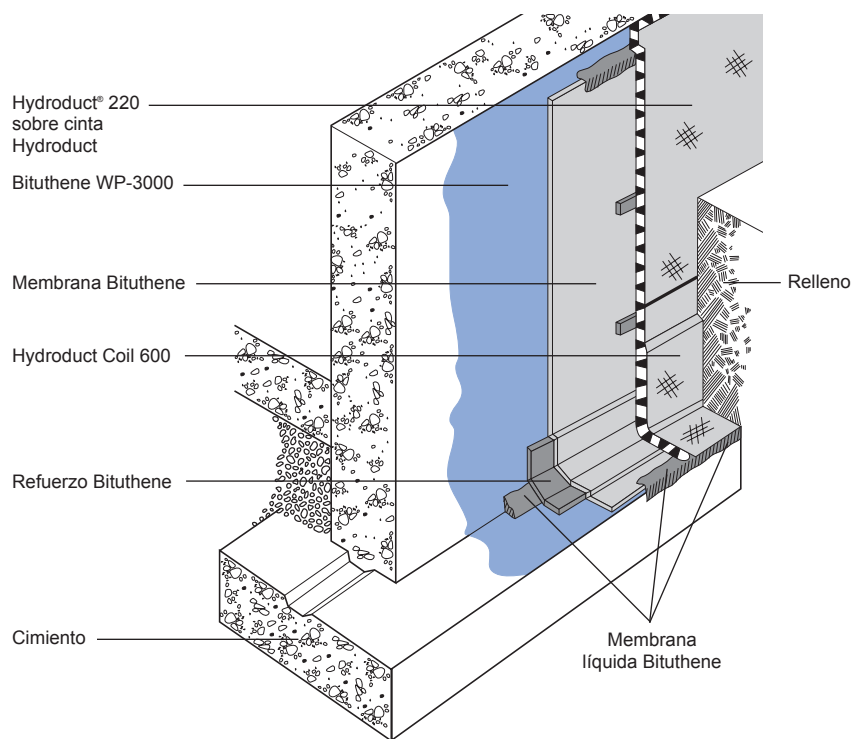 Hydroduct® 220
sobre cinta
Hydroduct
Bituthene WP-3000
Membrana Bituthene
Relleno
Hydroduct Coil 600
Refuerzo Bituthene
Cimiento
Membrana
líquida Bituthene